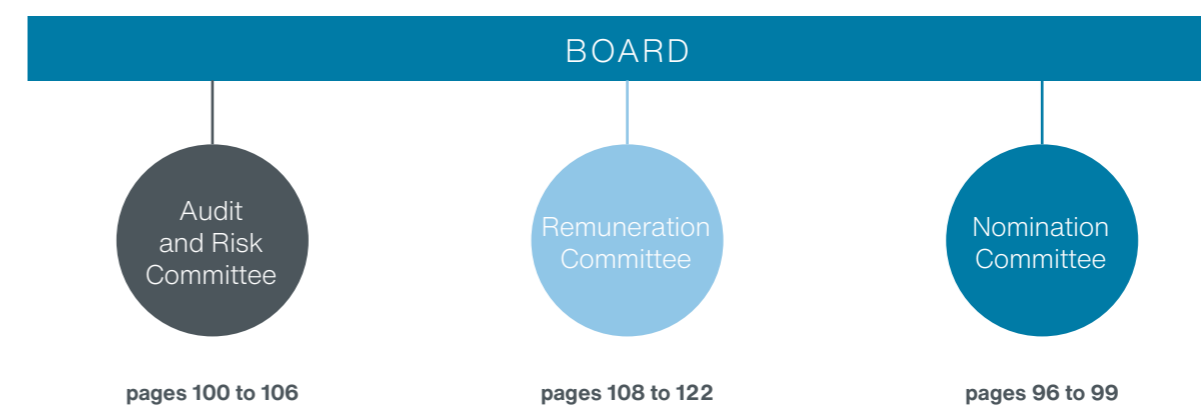 BOARD
Audit
and Risk
Committee
Remuneration
Committee
Nomination
Committee
pages 100 to 106
pages 108 to 122
pages 96 to 99